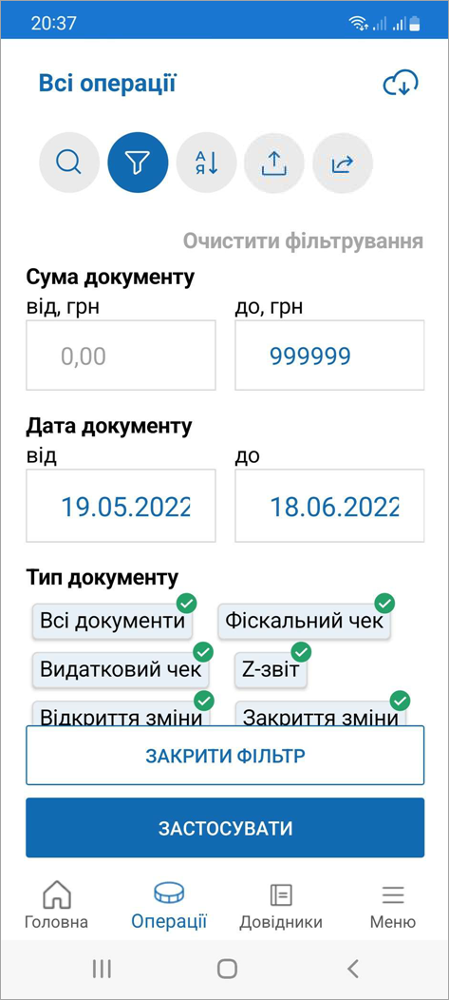 20:37
Всі операції
А
Я
Очистити фільтрування
Сума документу
від, грн
до, грн
0,00
999999
Дата документу
від
до
19.05.2022
18.06.2022
Тип документу
Всі документи
Фіскальний чек
Видатковий чек
Z-звіт
Відкриття зміни
Закриття зміни
ЗАКРИТИ ФІЛЬТР
ЗАСТОСУВАТИ
Головна
Операції
Довідники
Меню